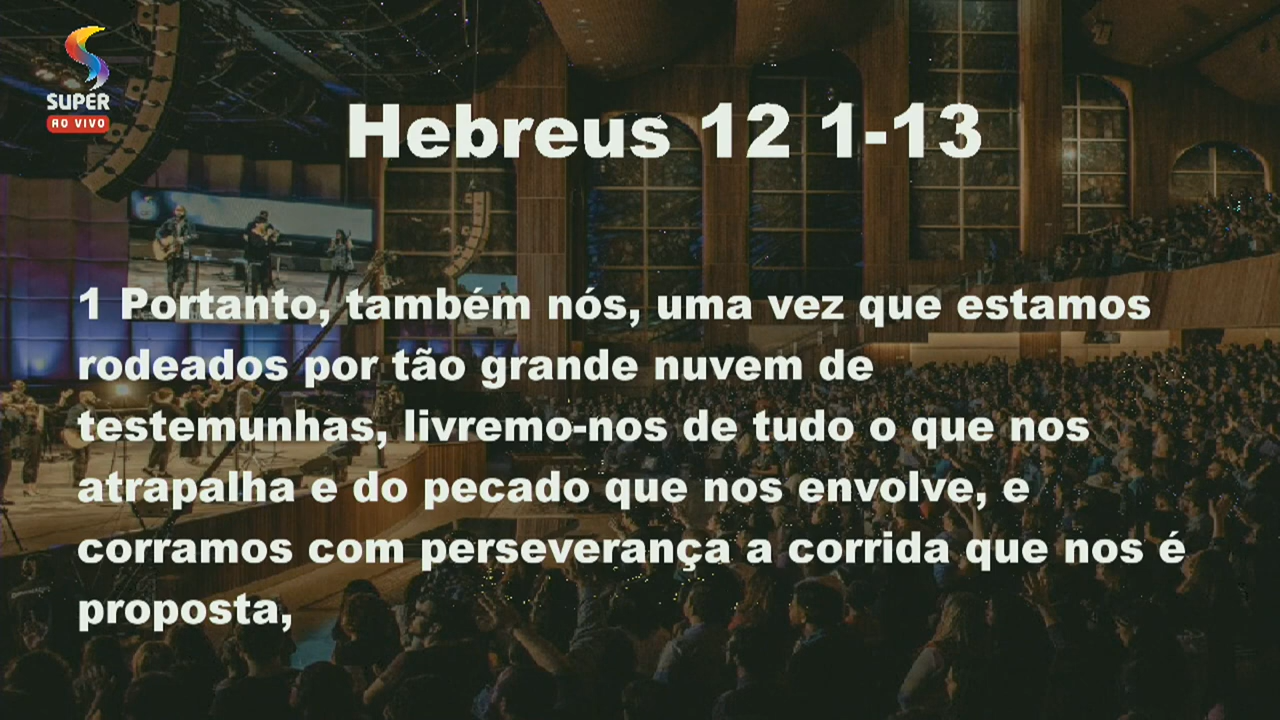 SUPER
AO VIVO
Hebreus 12 1-13
1 Portanto, também nós, uma vez que estamos
rodeados por tão grande nuvem de
testemunhas, livremo-nos de tudo o que nos
atrapalha e do pecado que nos envolve, e
corramos com perseverança a corrida que nos é
proposta,